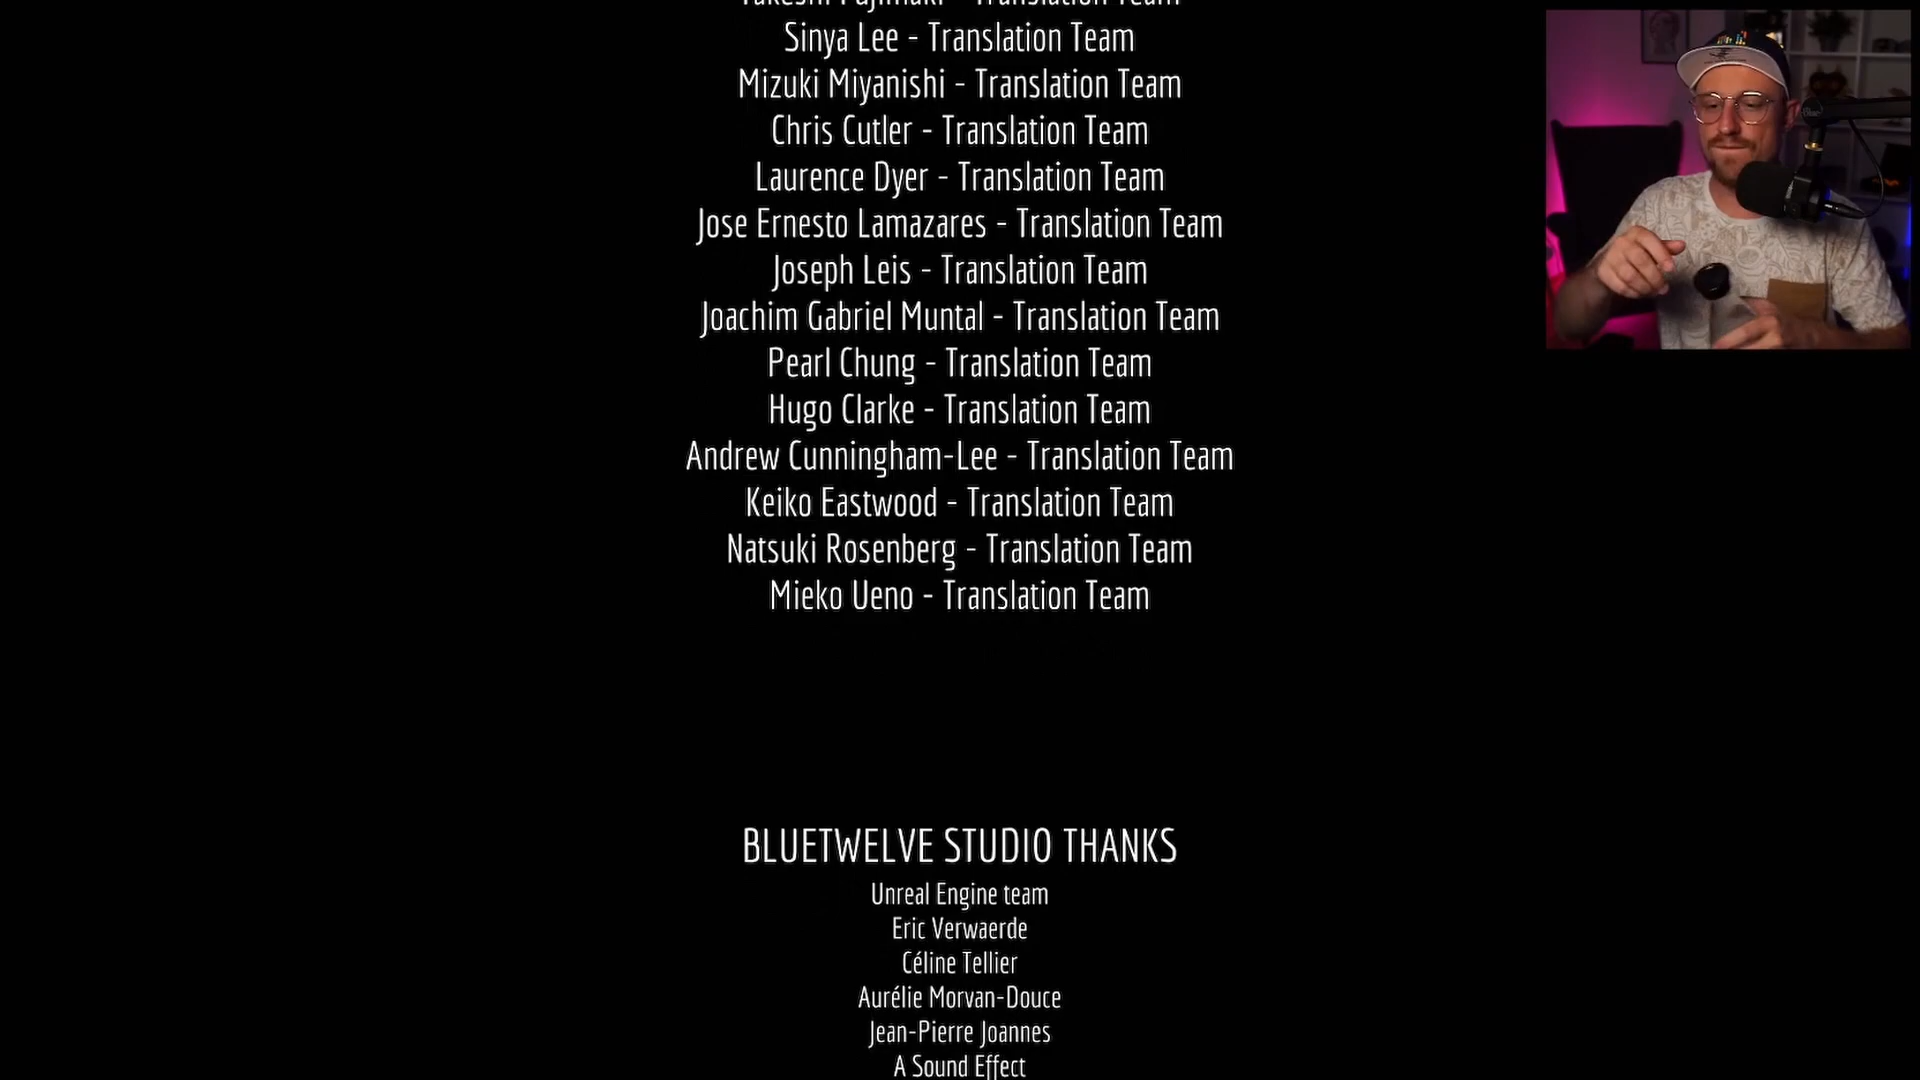 Sinya Lee - Translation Team
Mizuki Miyanishi - Translation Team
Chris Cutler - Translation Team
Laurence Dyer - Translation Team
Jose Ernesto Lamazares - Translation Team
Joseph Leis - Translation Team
Joachim Gabriel Muntal - Translation Team
Pearl Chung - Translation Team
Hugo Clarke - Translation Team
Andrew Cunningham-Lee - Translation Team
Keiko Eastwood - Translation Team
Natsuki Rosenberg - Translation Team
Mieko Ueno - Translation Team
BLUETWELVE STUDIO THANKS
Unreal Engine team
Eric Verwaerde
Céline Tellier
Aurélie Morvan-Douce
Jean-Pierre Joannes
A Sound Effect